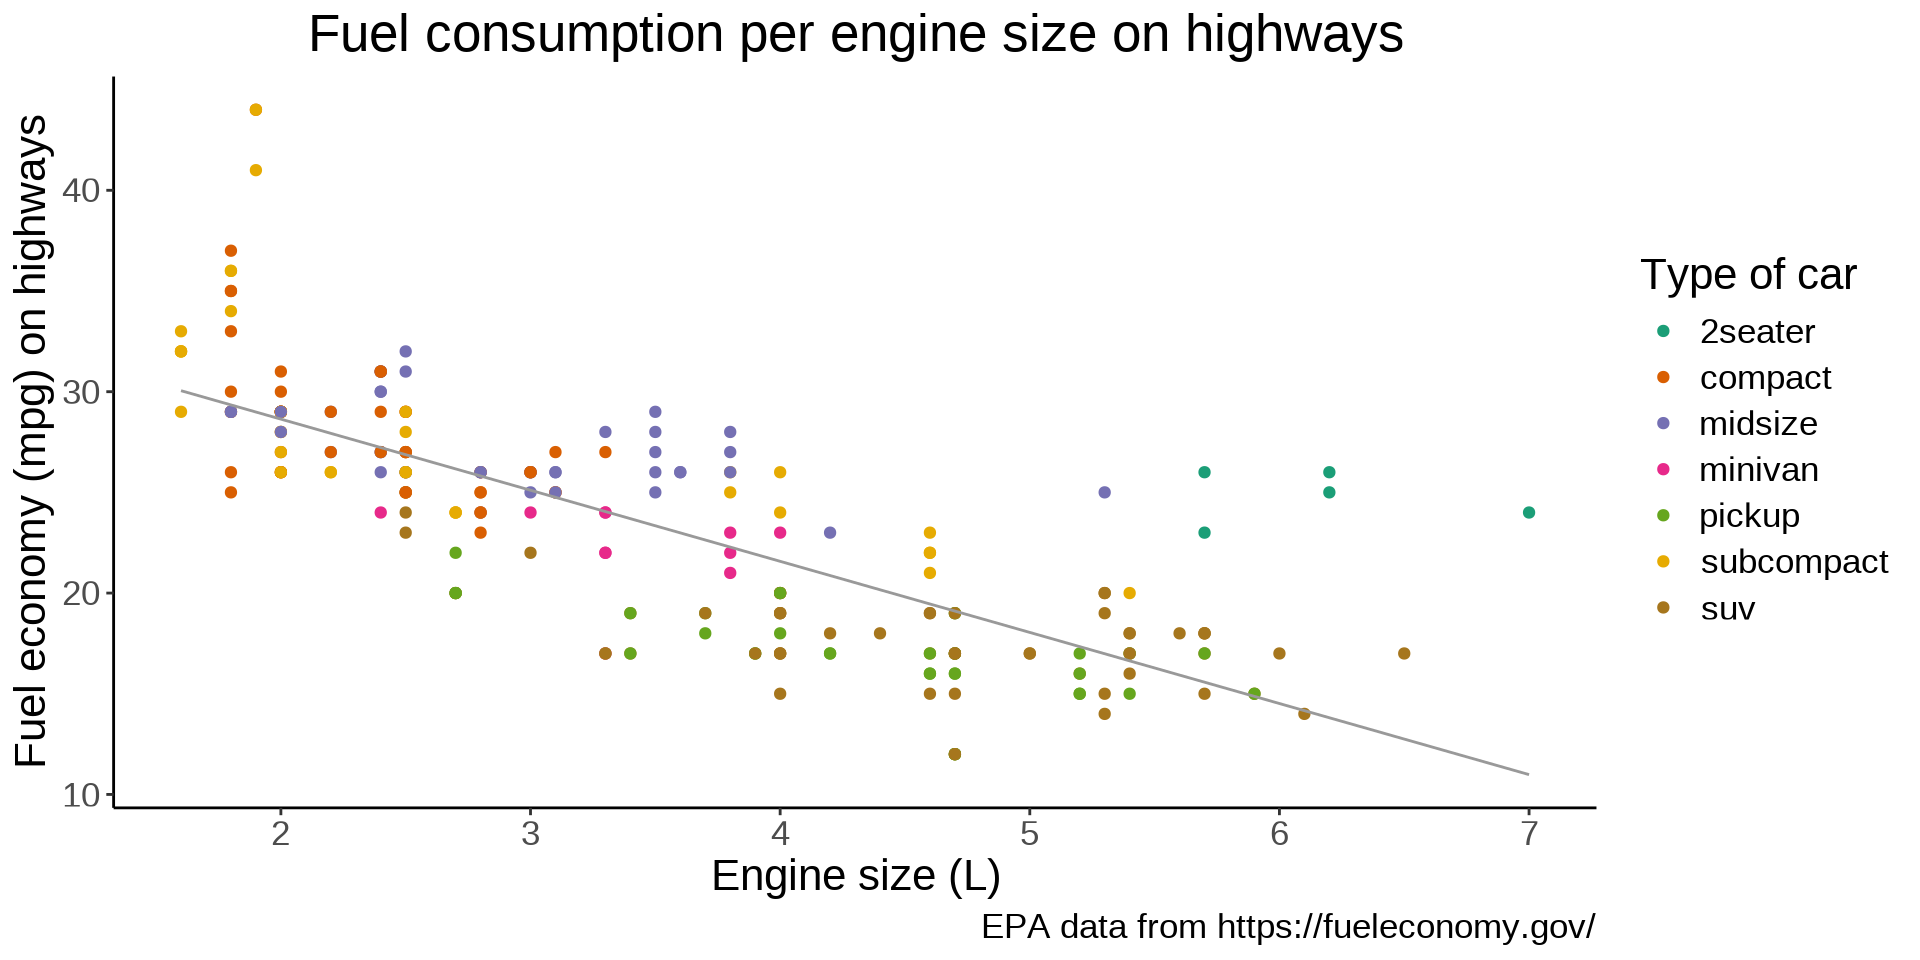 Fuel consumption per engine size on highways
Fuel economy (mpg) on highways
40
30
20
10
2 3 4 5 6 7
Engine size (L)
EPA data from https://fueleconomy.gov/
Type of car
2seater
compact
midsize
minivan
pickup
subcompact
suv